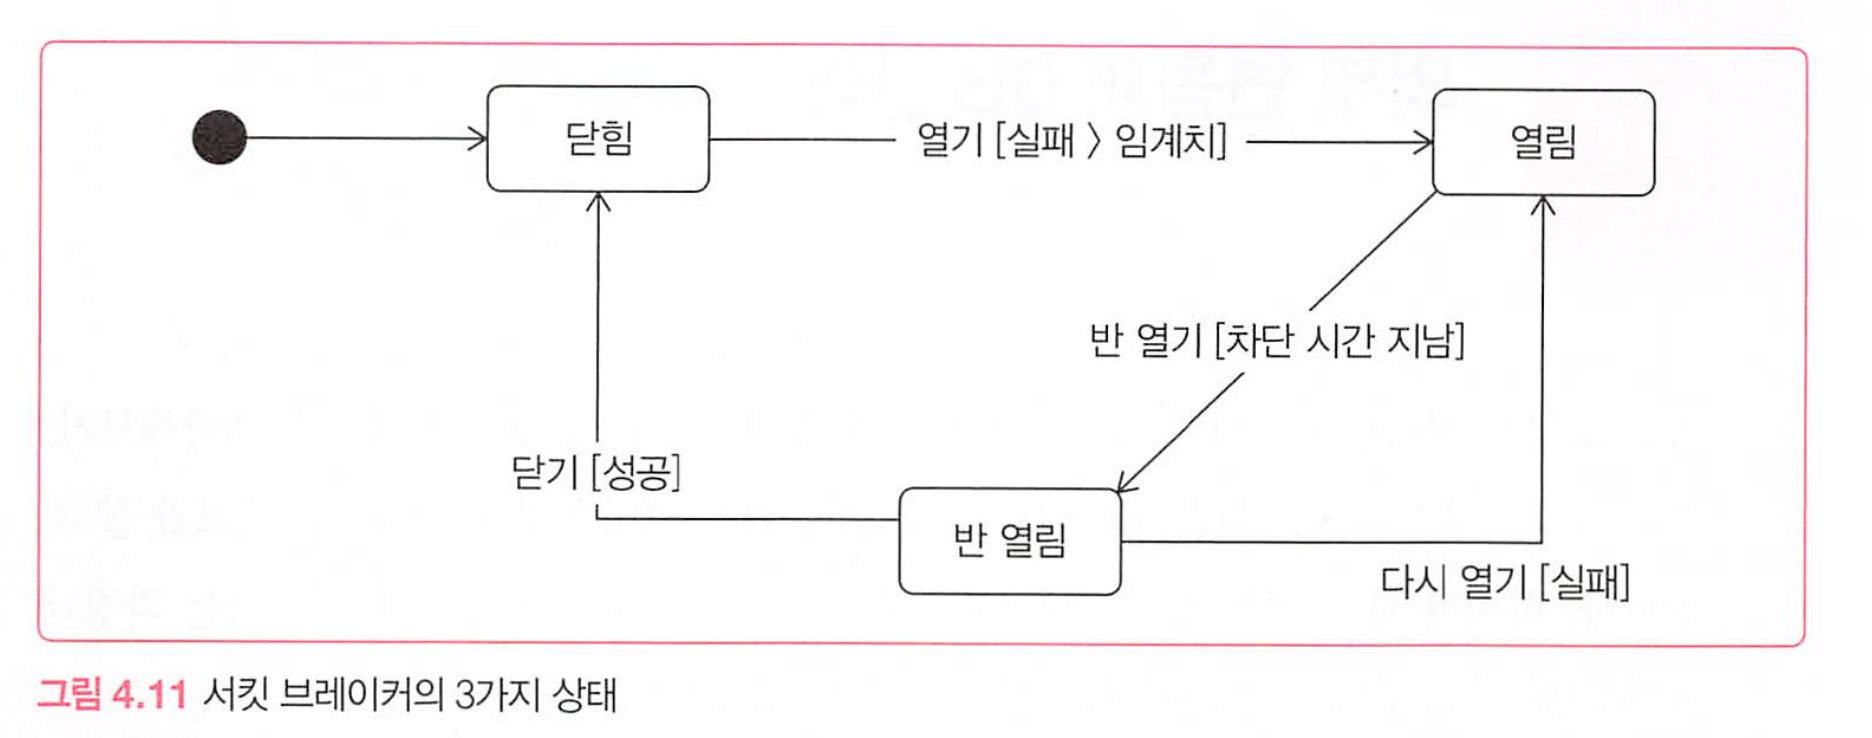 닫힘
열기 [실패 > 임계치]
열림
반 열기 [차단 시간 지남]
닫기 [성공]
반 열림
다시 열기 [실패]
그림 4.11 서킷 브레이커의 3가지 상태